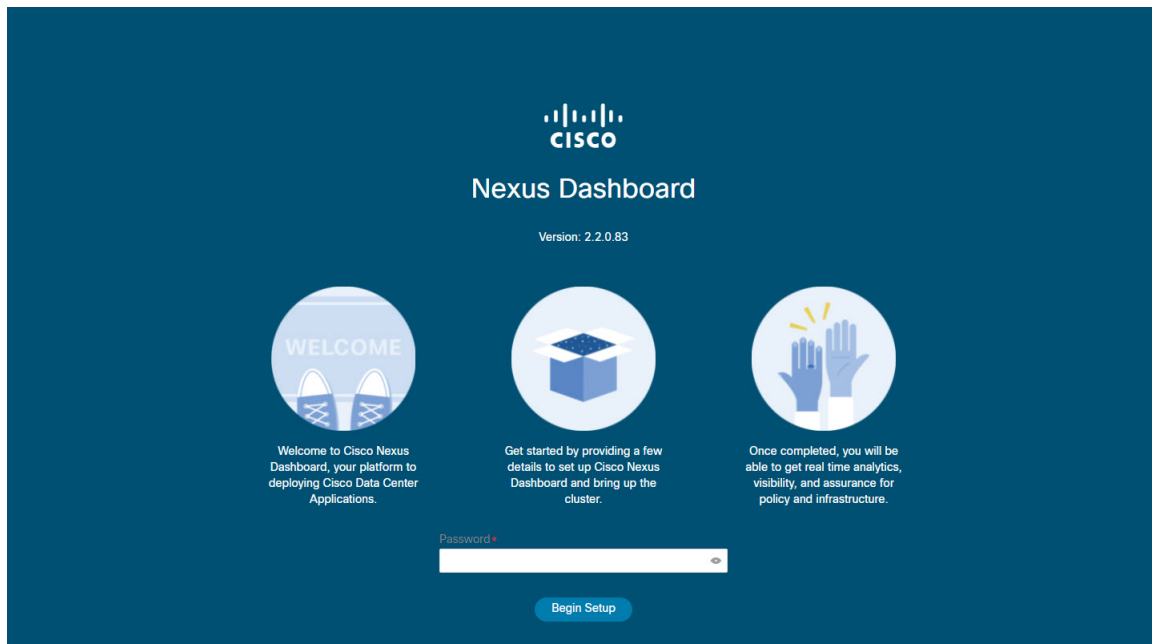 CISCO
Nexus Dashboard
Version: 2.2.0.83
WELCOME
Welcome to Cisco Nexus
Dashboard, your platform to
deploying Cisco Data Center
Applications.
Get started by providing a few
details to set up Cisco Nexus
Dashboard and bring up the
cluster.
Once completed, you will be
able to get real time analytics,
visibility, and assurance for
policy and infrastructure.
Password*
Begin Setup